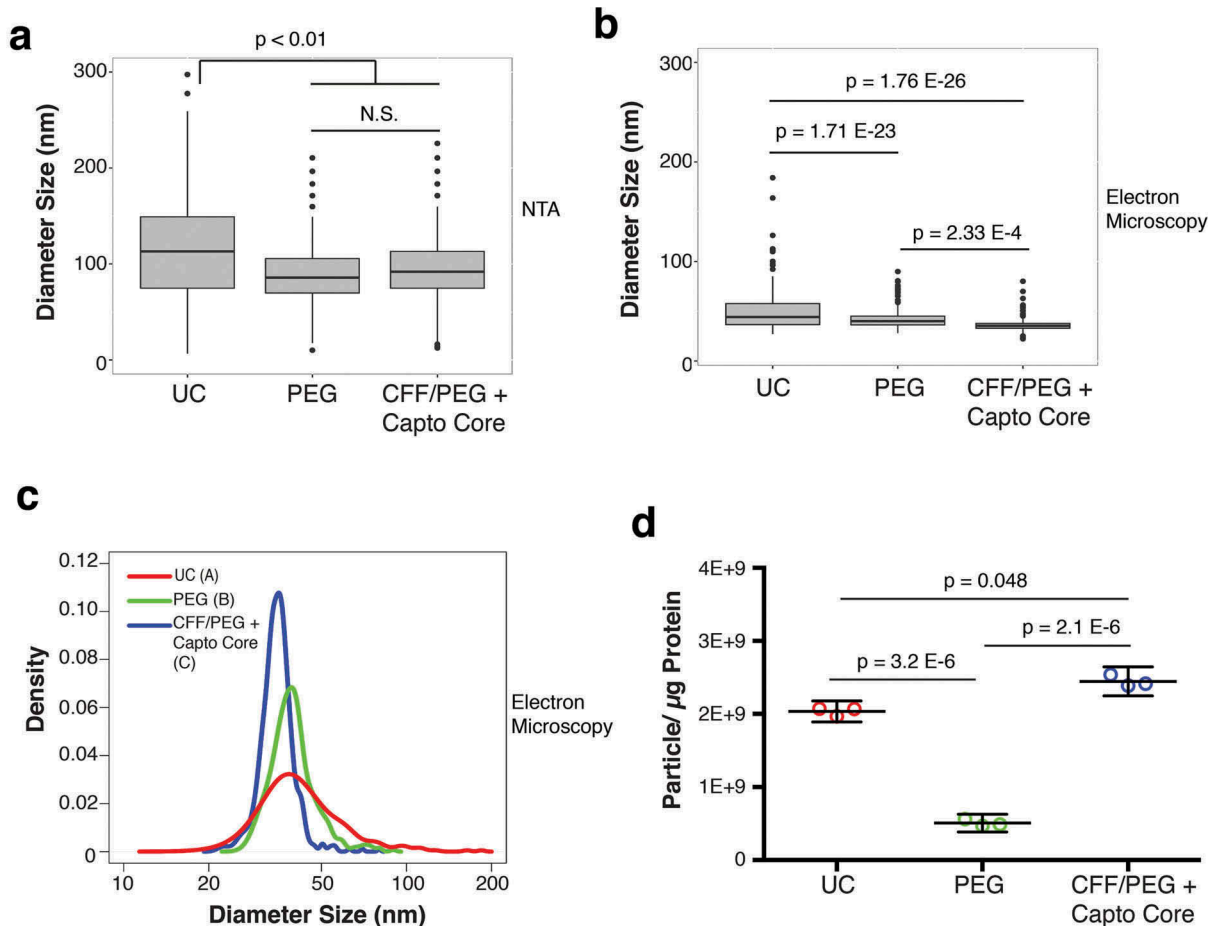 a
p < 0.01
N.S.
300
200
100
0
Diameter Size (nm)
UC
PEG
CFF/PEG +
Capto Core
NTA
b
p = 1.76 E-26
p = 1.71 E-23
p = 2.33 E-4
300
200
100
0
Diameter Size (nm)
UC
PEG
CFF/PEG +
Capto Core
Electron
Microscopy
c
0.12
0.10
0.08
0.06
0.04
0.02
0
Density
UC (A)
PEG (B)
CFF/PEG +
Capto Core
(C)
10
20
50
100
200
Diameter Size (nm)
Electron
Microscopy
d
4E+9
3E+9
2E+9
1E+9
0
Particle/ µg Protein
p = 0.048
p = 2.1 E-6
p = 3.2 E-6
UC
PEG
CFF/PEG +
Capto Core